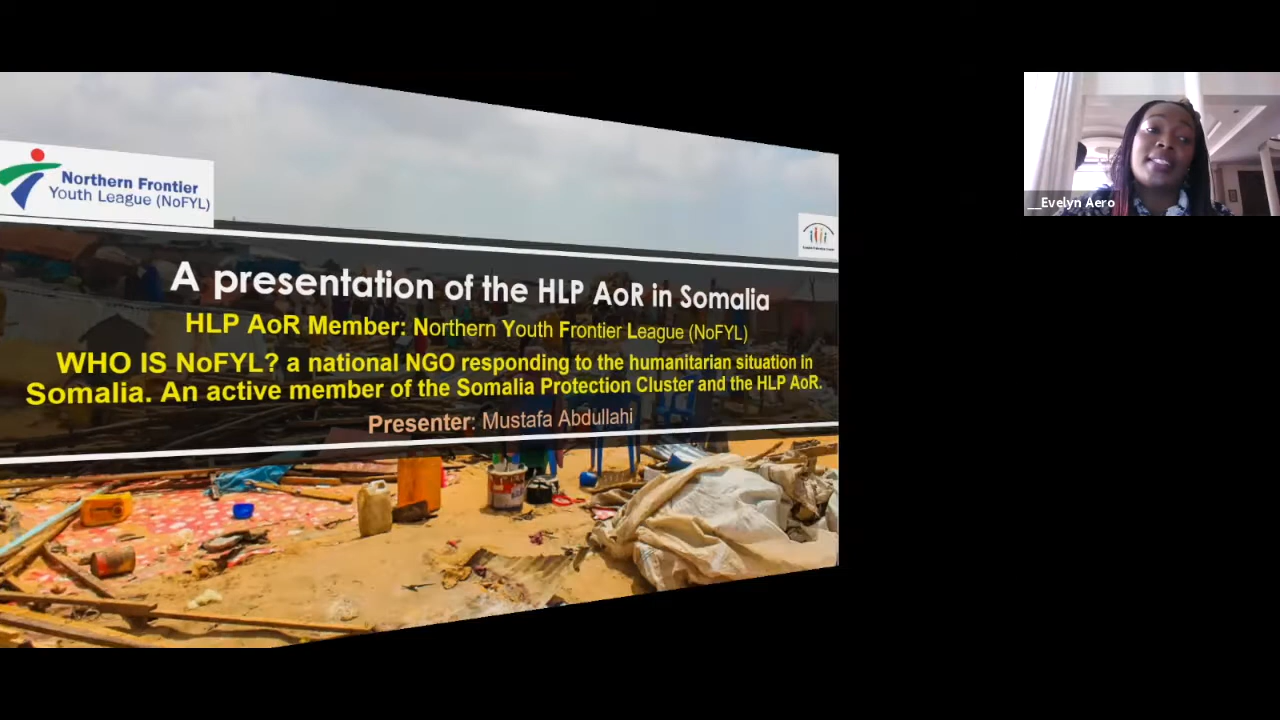 Northern Frontier
Youth League (NoFYL)
A presentation of the HLP AoR in Somalia
HLP AoR Member: Northern Youth Frontier League (NoFYL)
WHO IS NoFYL? a national NGO responding to the humanitarian situation in
Somalia. An active member of the Somalia Protection Cluster and the HLP AoR.
Presenter: Mustafa Abdullahi
__Evelyn Aero